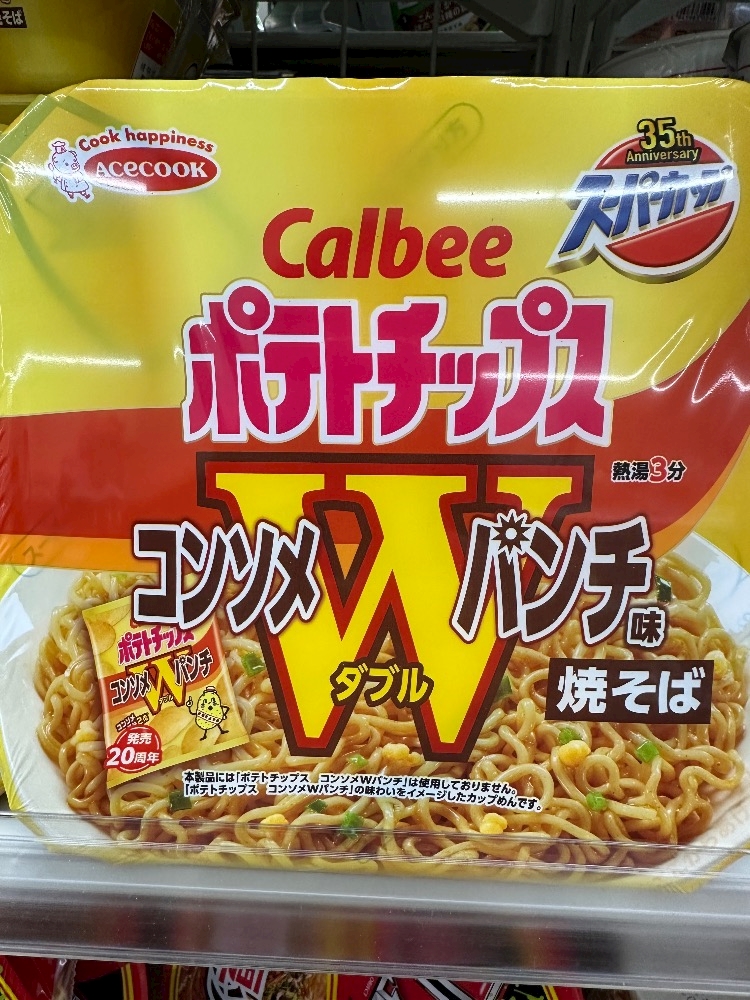 Cook happiness
ACECOOK
35th
Anniversary
スーパーカップ
Calbee
ポテトチップス
熱湯3分
コンソメWパンチ味
ダブル
焼そば
ポテトチップス
コンソメWパンチ
発売
20周年
本製品には「ポテトチップス コンソメWパンチ」は使用しておりません。
「ポテトチップス コンソメWパンチ」の味わいをイメージしたカップめんです。